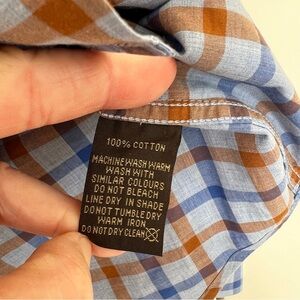 100% COTTON
MACHINE WASH WARM
WASH WITH
SIMILAR COLOURS
DO NOT BLEACH
LINE DRY IN SHADE
DO NOT TUMBLE DRY
WARM IRON
DO NOT DRY CLEAN